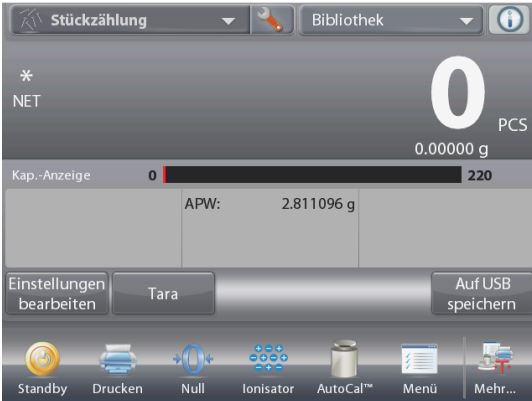 Stückzählung Bibliothek
*
NET
0
PCS
0.00000 g
Kap.-Anzeige 0 220
APW: 2.811096 g
Einstellungen
bearbeiten
Tara
Auf USB
speichern
Standby Drucken Null Ionisator AutoCal™ Menü Mehr...